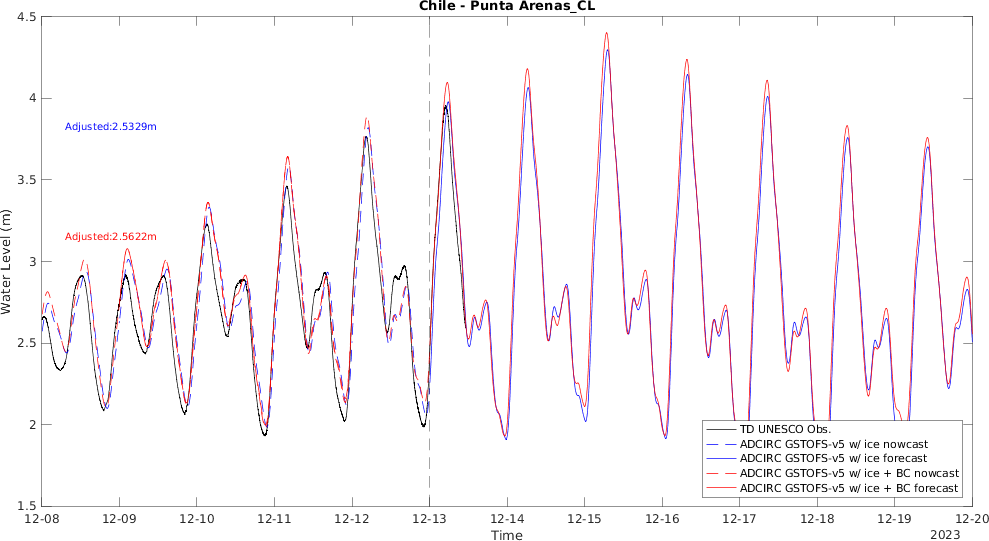 Chile - Punta Arenas_CL
4.5
4
3.5
3
2.5
2
1.5
Water Level (m)
Adjusted:2.5329m
Adjusted:2.5622m
TD UNESCO Obs.
ADCIRC GSTOFS-v5 w/ ice nowcast
ADCIRC GSTOFS-v5 w/ ice forecast
ADCIRC GSTOFS-v5 w/ ice + BC nowcast
ADCIRC GSTOFS-v5 w/ ice + BC forecast
12-08 12-09 12-10 12-11 12-12 12-13 12-14 12-15 12-16 12-17 12-18 12-19 12-20
Time
2023